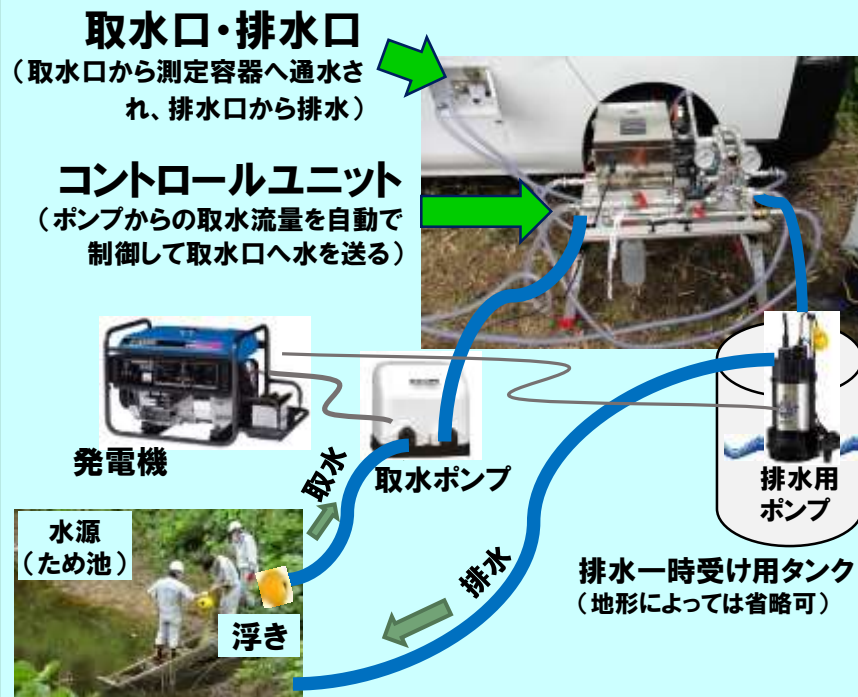 取水口・排水口
（取水口から測定容器へ通水さ
れ、排水口から排水）
コントロールユニット
（ポンプからの取水流量を自動で
制御して取水口へ水を送る）
発電機
取水ポンプ
取水
水源
（ため池）
浮き
排水
排水用
ポンプ
排水一時受け用タンク
（地形によっては省略可）